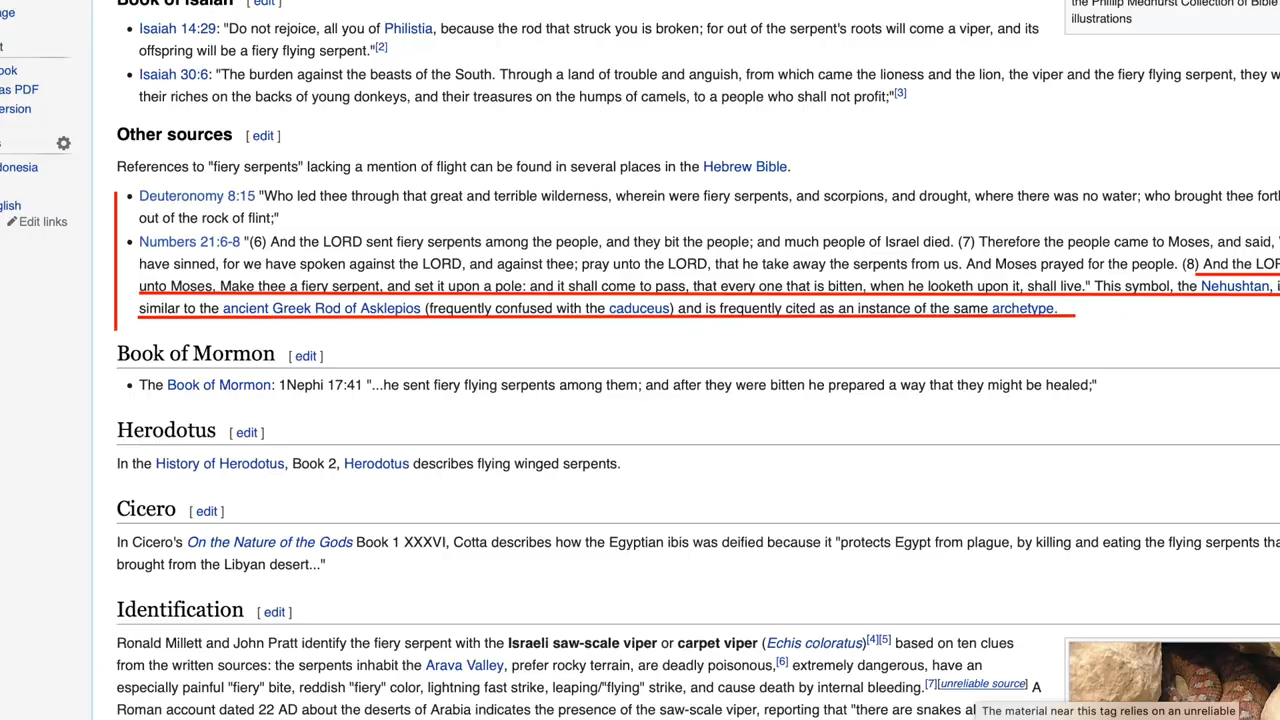 Book of Isaiah [ edit ]
the Phillip Medhurst Collection of Bible
illustrations
• Isaiah 14:29: "Do not rejoice, all you of Philistia, because the rod that struck you is broken; for out of the serpent's roots will come a viper, and its
offspring will be a fiery flying serpent."[2]
• Isaiah 30:6: "The burden against the beasts of the South. Through a land of trouble and anguish, from which came the lioness and the lion, the viper and the fiery flying serpent, they w
their riches on the backs of young donkeys, and their treasures on the humps of camels, to a people who shall not profit;"[3]
as PDF
Other sources [ edit ]
References to "fiery serpents" lacking a mention of flight can be found in several places in the Hebrew Bible.
• Deuteronomy 8:15 "Who led thee through that great and terrible wilderness, wherein were fiery serpents, and scorpions, and drought, where there was no water; who brought thee fort
out of the rock of flint;"
Edit links
• Numbers 21:6-8 "(6) And the LORD sent fiery serpents among the people, and they bit the people; and much people of Israel died. (7) Therefore the people came to Moses, and said, "
have sinned, for we have spoken against the LORD, and against thee; pray unto the LORD, that he take away the serpents from us. And Moses prayed for the people. (8) And the LOR
unto Moses, Make thee a fiery serpent, and set it upon a pole: and it shall come to pass, that every one that is bitten, when he looketh upon it, shall live." This symbol, the Nehushtan, i
similar to the ancient Greek Rod of Asklepios (frequently confused with the caduceus) and is frequently cited as an instance of the same archetype.
Book of Mormon [ edit ]
• The Book of Mormon: 1Nephi 17:41 "...he sent fiery flying serpents among them; and after they were bitten he prepared a way that they might be healed;"
Herodotus [ edit ]
In the History of Herodotus, Book 2, Herodotus describes flying winged serpents.
Cicero [ edit ]
In Cicero's On the Nature of the Gods Book 1 XXXVI, Cotta describes how the Egyptian ibis was deified because it "protects Egypt from plague, by killing and eating the flying serpents tha
brought from the Libyan desert..."
Identification [ edit ]
Ronald Millett and John Pratt identify the fiery serpent with the Israeli saw-scale viper or carpet viper (Echis coloratus)[4][5] based on ten clues
from the written sources: the serpents inhabit the Arava Valley, prefer rocky terrain, are deadly poisonous,[6] extremely dangerous, have an
especially painful "fiery" bite, reddish "fiery" color, lightning fast strike, leaping/"flying" strike, and cause death by internal bleeding.[7][unreliable source] A
Roman account dated 22 AD about the deserts of Arabia indicates the presence of the saw-scale viper, reporting that "there are snakes al
The material near this tag relies on an unreliable